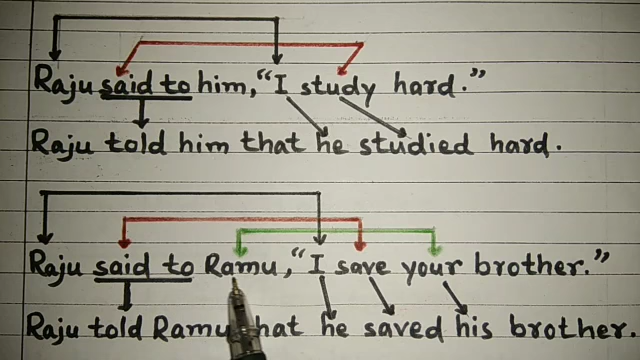 Raju said to him, “I study hard.”
Raju told him that he studied hard.
Raju said to Ramu, “I save your brother.”
Raju told Ramu that he saved his brother.